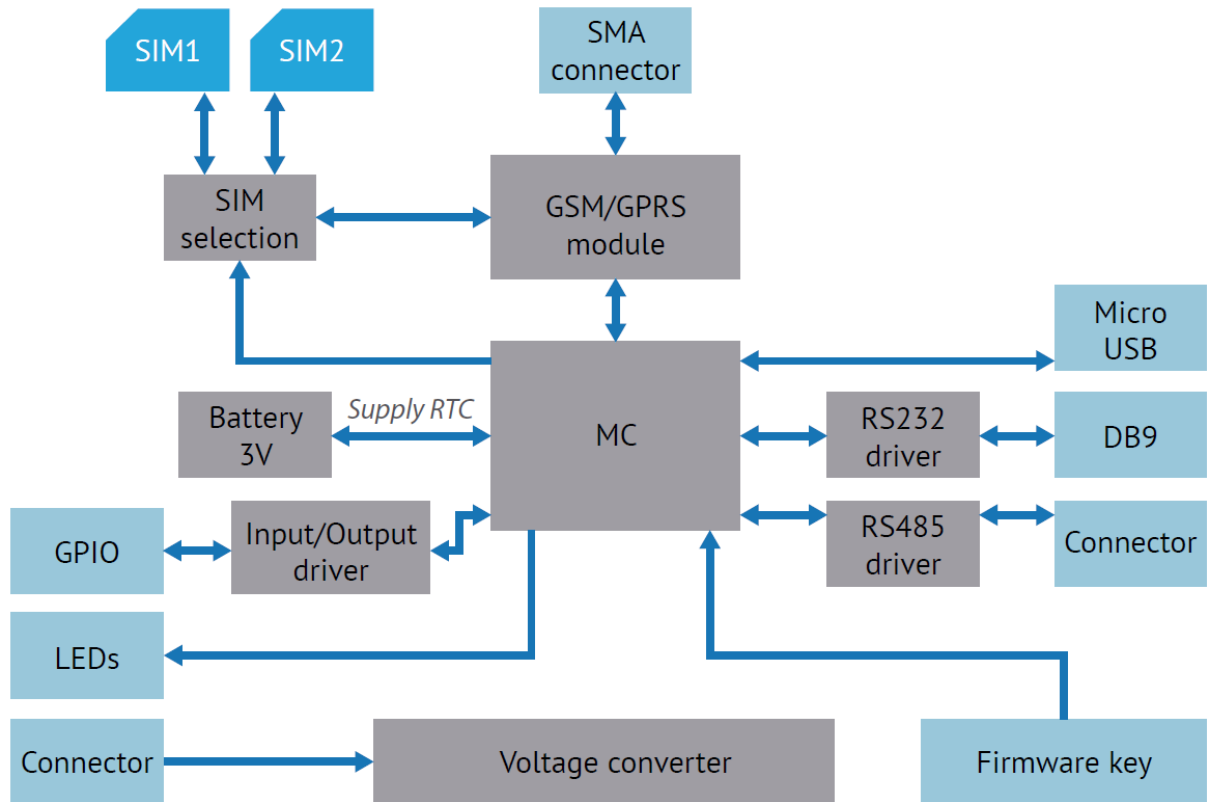 SIM1
SIM2
SMA
connector
SIM
selection
GSM/GPRS
module
Micro
USB
Battery
3V
Supply RTC
MC
RS232
driver
DB9
GPIO
Input/Output
driver
RS485
driver
Connector
LEDs
Connector
Voltage converter
Firmware key